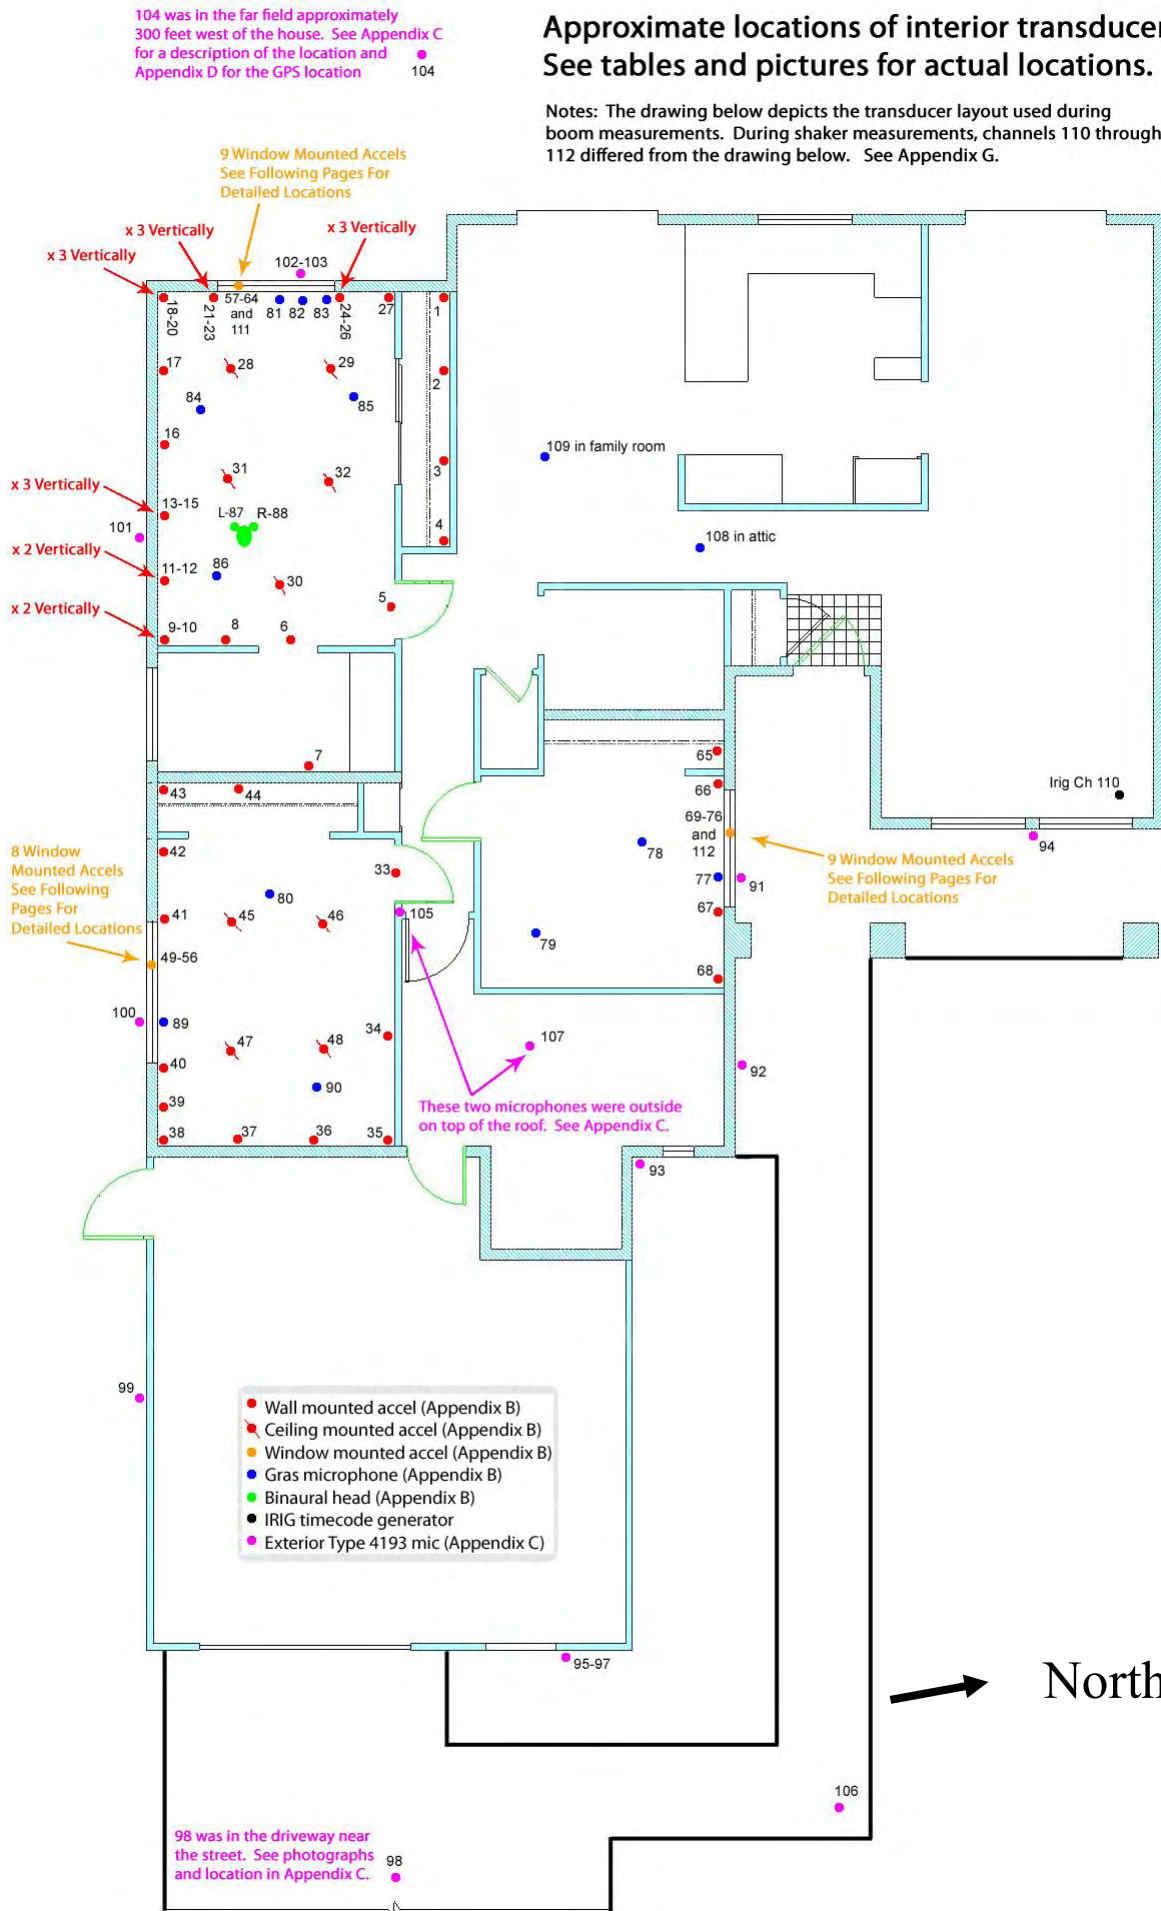 104 was in the far field approximately
300 feet west of the house. See Appendix C
for a description of the location and
Appendix D for the GPS location
104
Approximate locations of interior transducer
See tables and pictures for actual locations.
Notes: The drawing below depicts the transducer layout used during
boom measurements. During shaker measurements, channels 110 through
112 differed from the drawing below. See Appendix G.
9 Window Mounted Accels
See Following Pages For
Detailed Locations
x 3 Vertically
x 3 Vertically
x 3 Vertically
102-103
18-20
21-23
57-64
and
111
81
82
83
24-26
27
1
17
28
29
2
84
85
16
31
32
3
109 in family room
x 3 Vertically
13-15
L-87
R-88
4
101
108 in attic
x 2 Vertically
11-12
86
30
5
x 2 Vertically
9-10
8
6
7
65
43
44
66
Irig Ch 110
69-76
and
112
8 Window
Mounted Accels
See Following
Pages For
Detailed Locations
42
33
78
9 Window Mounted Accels
See Following Pages For
Detailed Locations
94
80
77
91
41
45
46
105
67
79
49-56
68
100
89
34
107
47
48
40
90
92
39
These two microphones were outside
on top of the roof. See Appendix C.
38
37
36
35
93
99
Wall mounted accel (Appendix B)
Ceiling mounted accel (Appendix B)
Window mounted accel (Appendix B)
Gras microphone (Appendix B)
Binaural head (Appendix B)
IRIG timecode generator
Exterior Type 4193 mic (Appendix C)
95-97
North
106
98 was in the driveway near
the street. See photographs
and location in Appendix C.
98